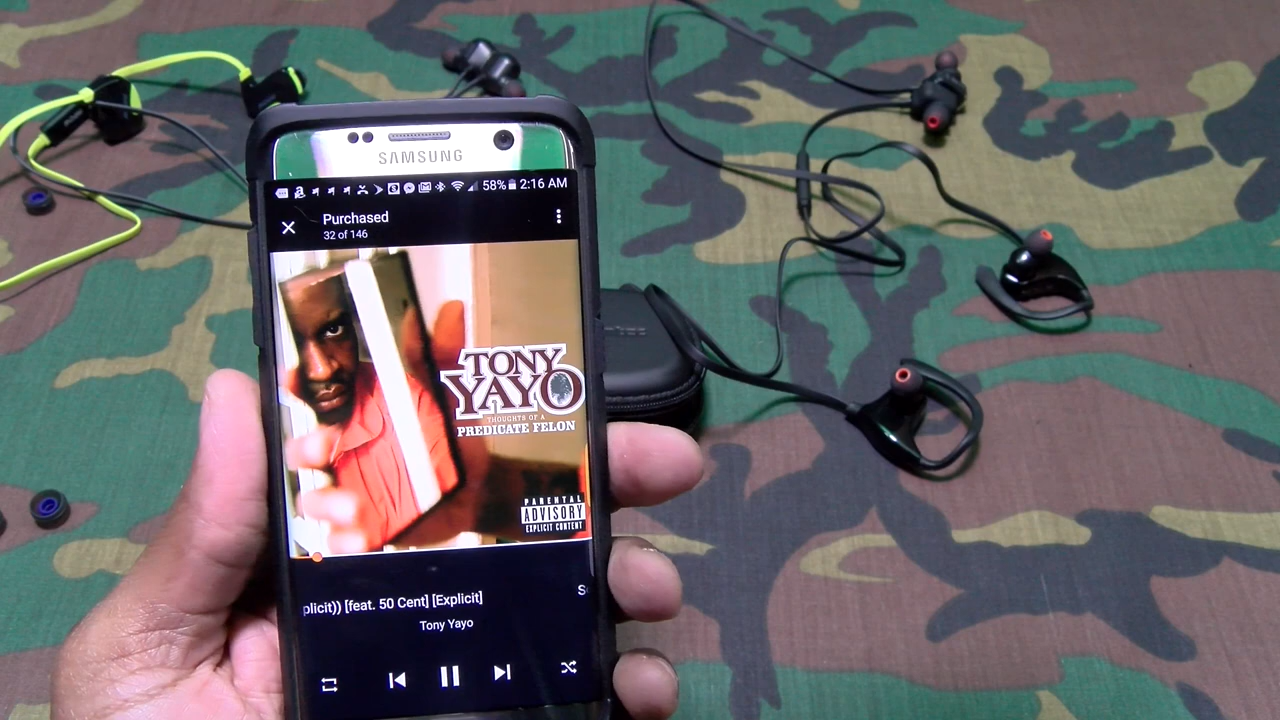 SAMSUNG
58% 2:16 AM
Purchased
32 of 146
TONY
YAYO
THOUGHTS OF A
PREDICATE FELON
PARENTAL
ADVISORY
EXPLICIT CONTENT
plicit)) [feat. 50 Cent] [Explicit]
Tony Yayo